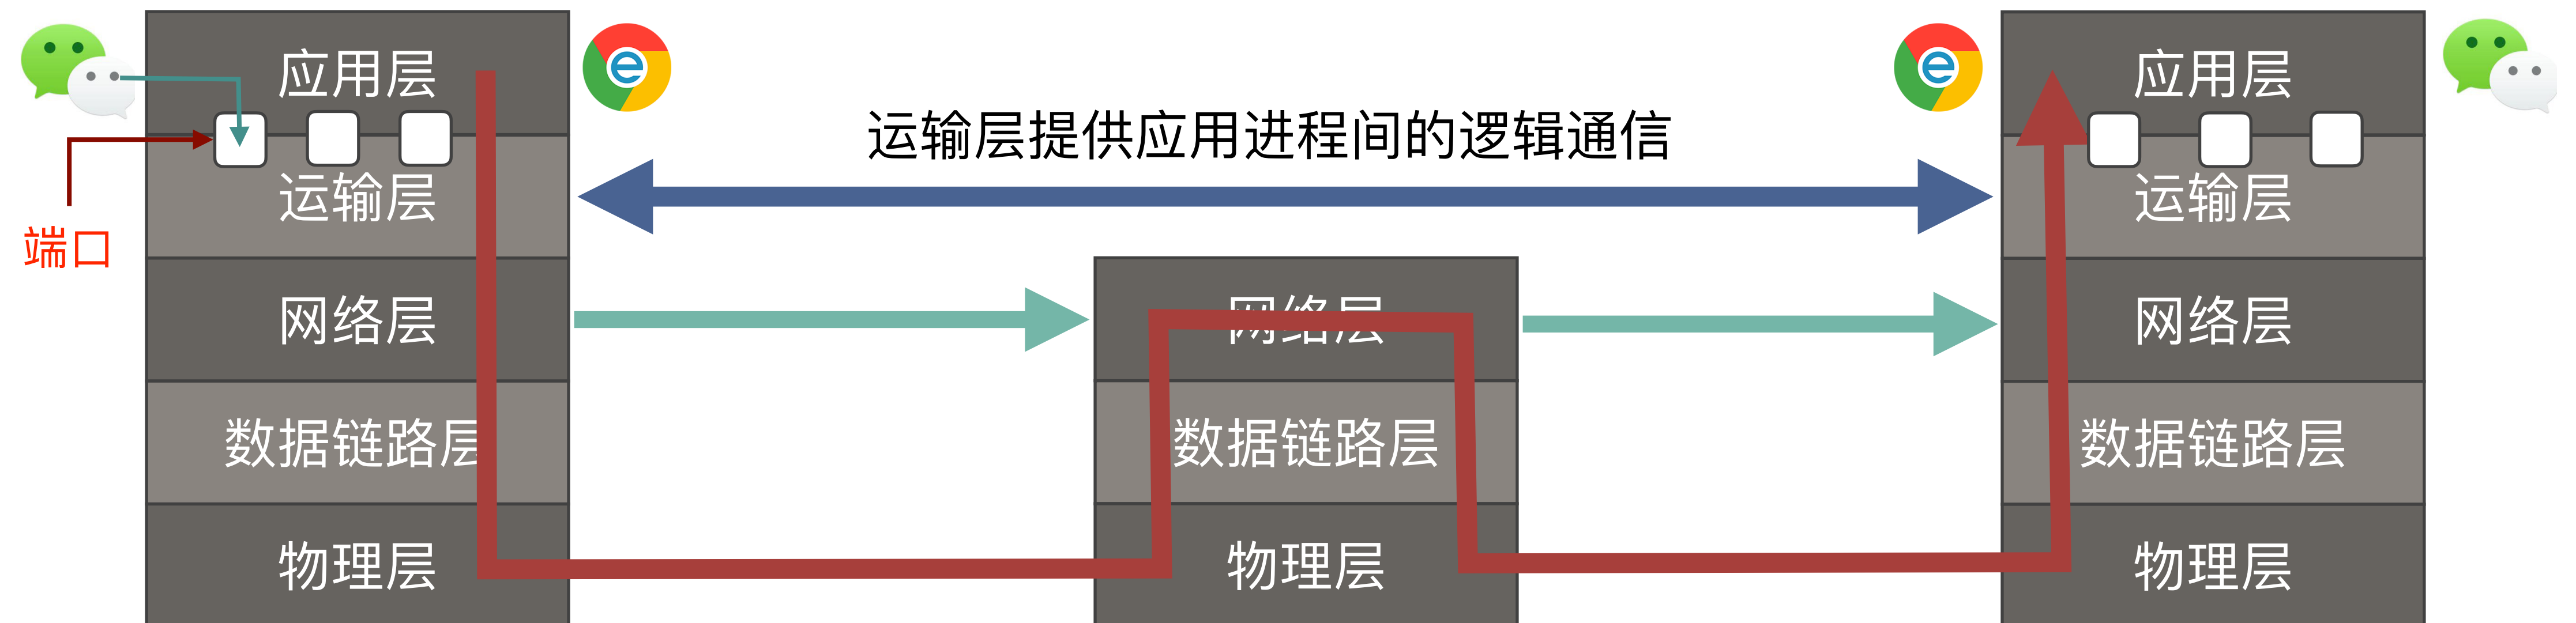 应用层
运输层
网络层
数据链路层
物理层
端口
运输层提供应用进程间的逻辑通信
网络层
数据链路层
物理层
应用层
运输层
网络层
数据链路层
物理层